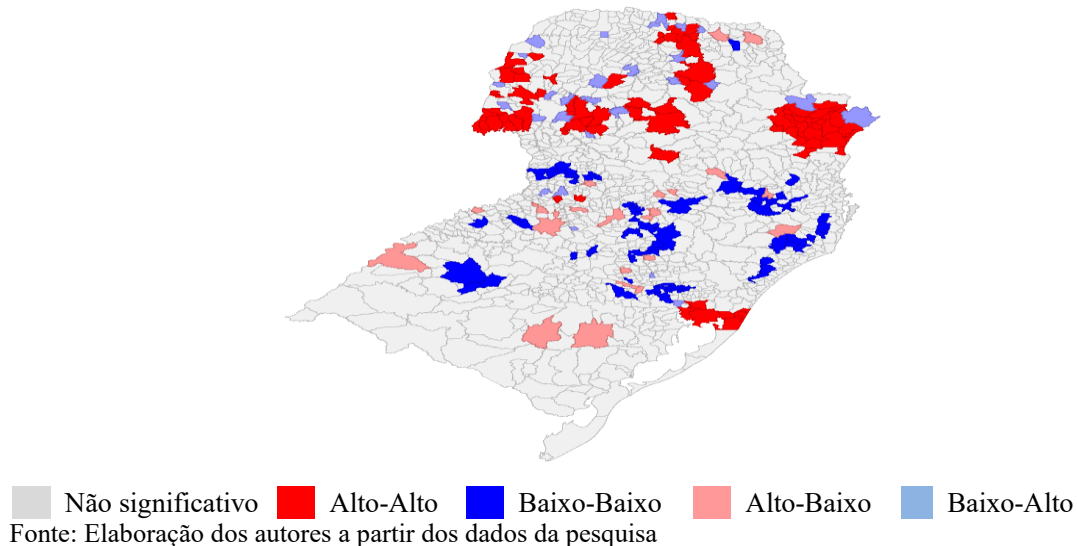 Não significativo Alto-Alto Baixo-Baixo Alto-Baixo Baixo-Alto
Fonte: Elaboração dos autores a partir dos dados da pesquisa